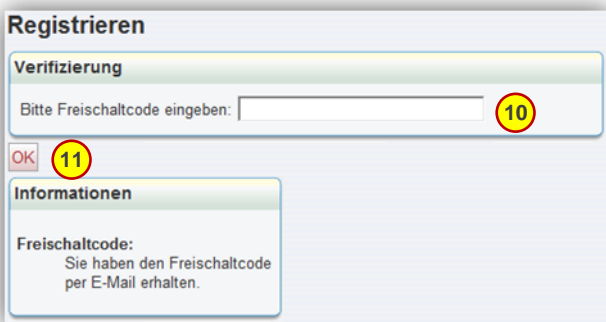 Registrieren
Verifizierung
Bitte Freischaltcode eingeben: 10
OK 11
Informationen
Freischaltcode:
Sie haben den Freischaltcode
per E-Mail erhalten.